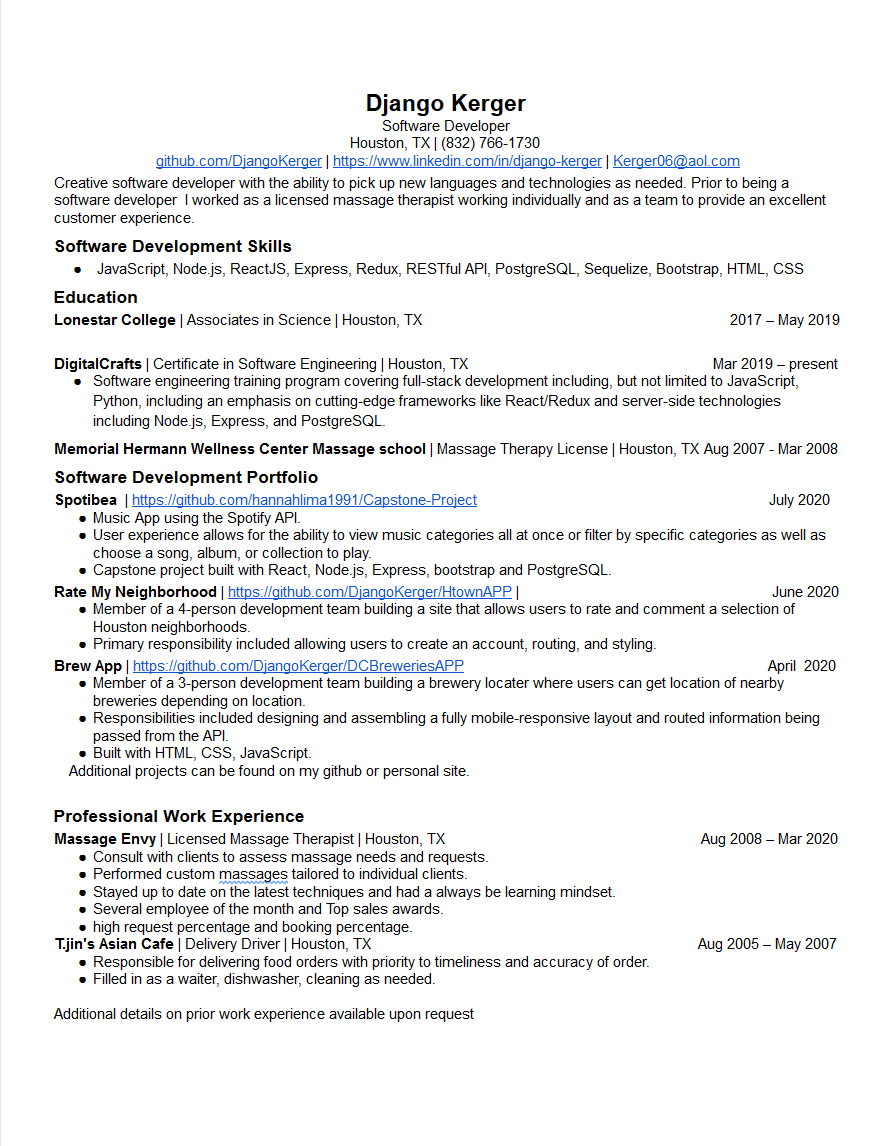 Django Kerger
Software Developer
Houston, TX | (832) 766-1730
github.com/DjangoKerger | https://www.linkedin.com/in/django-kerger | Kerger06@aol.com
Creative software developer with the ability to pick up new languages and technologies as needed. Prior to being a
software developer  I worked as a licensed massage therapist working individually and as a team to provide an excellent
customer experience.
Software Development Skills
● JavaScript, Node.js, ReactJS, Express, Redux, RESTful API, PostgreSQL, Sequelize, Bootstrap, HTML, CSS
Education
Lonestar College | Associates in Science | Houston, TX 2017 – May 2019
DigitalCrafts | Certificate in Software Engineering | Houston, TX Mar 2019 – present
● Software engineering training program covering full-stack development including, but not limited to JavaScript,
Python, including an emphasis on cutting-edge frameworks like React/Redux and server-side technologies
including Node.js, Express, and PostgreSQL.
Memorial Hermann Wellness Center Massage school | Massage Therapy License | Houston, TX Aug 2007 - Mar 2008
Software Development Portfolio
Spotibea  | https://github.com/hannahlima1991/Capstone-Project July 2020
● Music App using the Spotify API.
● User experience allows for the ability to view music categories all at once or filter by specific categories as well as
choose a song, album, or collection to play.
● Capstone project built with React, Node.js, Express, bootstrap and PostgreSQL.
Rate My Neighborhood | https://github.com/DjangoKerger/HtownAPP | June 2020
● Member of a 4-person development team building a site that allows users to rate and comment a selection of
Houston neighborhoods.
● Primary responsibility included allowing users to create an account, routing, and styling.
Brew App | https://github.com/DjangoKerger/DCBreweriesAPP April  2020
● Member of a 3-person development team building a brewery locater where users can get location of nearby
breweries depending on location.
● Responsibilities included designing and assembling a fully mobile-responsive layout and routed information being
passed from the API.
● Built with HTML, CSS, JavaScript.
Additional projects can be found on my github or personal site.
Professional Work Experience
Massage Envy | Licensed Massage Therapist | Houston, TX Aug 2008 – Mar 2020
● Consult with clients to assess massage needs and requests.
● Performed custom massages tailored to individual clients.
● Stayed up to date on the latest techniques and had a always be learning mindset.
● Several employee of the month and Top sales awards.
● high request percentage and booking percentage.
T.jin's Asian Cafe | Delivery Driver | Houston, TX Aug 2005 – May 2007
● Responsible for delivering food orders with priority to timeliness and accuracy of order.
● Filled in as a waiter, dishwasher, cleaning as needed.
Additional details on prior work experience available upon request